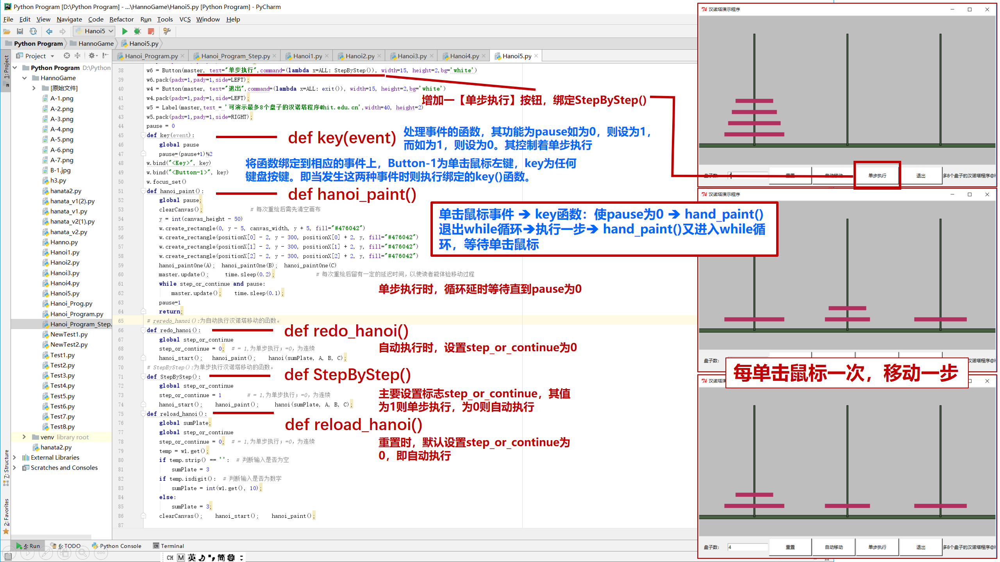 Python Program [D:\Python Program] - ...\HannoGame\Hanoi5.py [Python Program] - PyCharm
File Edit View Navigate Code Refactor Run Tools VCS Window Help
Hanoi5
Python Program HannoGame Hanoi5.py
1: Project
7: Structure
2: Favorites
Project
Hanoi_Program.py Hanoi_Program_Step.py Hanoi1.py Hanoi2.py Hanoi3.py Hanoi4.py Hanoi5.py
Python Program D:\Python
HannoGame
[原始文件]
A-1.png
A-2.png
A-3.png
A-4.png
A-5.png
A-6.png
A-7.png
B-1.jpg
h3.py
hanata2.py
hanata_v1(2).py
hanata_v1.py
hanata_v2(1).py
hanata_v2.py
Hanno.py
Hanoi1.py
Hanoi2.py
Hanoi3.py
Hanoi4.py
Hanoi5.py
Hanoi_Prog.py
Hanoi_Program.py
Hanoi_Program_Step.
NewTest1.py
NewTest2.py
Test1.py
Test2.py
Test3.py
Test4.py
Test5.py
Test6.py
Test7.py
Test8.py
venv library root
hanata2.py
External Libraries
Scratches and Consoles
38 w6 = Button(master, text="单步执行",command=(lambda x=ALL: StepByStep()), width=15, height=2,bg='white')
39 w6.pack(padx=1,pady=1,side=LEFT);
40 w4 = Button(master, text="退出",command=(lambda x=ALL: exit()), width=15, height=2,bg='white')
41 w4.pack(padx=1,pady=1,side=LEFT);
42 w5 = Label(master,text = '可演示最多8个盘子的汉诺塔程序@hit.edu.cn',width=40, height=2)
43 w5.pack(padx=1,pady=1,side=RIGHT);
44 pause = 0
45 def key(event):
46 global pause
47 pause=(pause+1)%2
48 w.bind("<Key>", key)
49 w.bind("<Button-1>", key)
50 w.focus_set()
51 def hanoi_paint():
52 global pause;
53 clearCanvas(); # 每次重绘后需先清空画布
54 y = int(canvas_height - 50)
55 w.create_rectangle(0, y - 5, canvas_width, y + 5, fill="#476042")
56 w.create_rectangle(positionX[0] - 2, y - 300, positionX[0] + 2, y, fill="#476042")
57 w.create_rectangle(positionX[1] - 2, y - 300, positionX[1] + 2, y, fill="#476042")
58 w.create_rectangle(positionX[2] - 2, y - 300, positionX[2] + 2, y, fill="#476042")
59 hanoi_paintOne(A); hanoi_paintOne(B); hanoi_paintOne(C)
60 master.update(); time.sleep(0.2); # 每次重绘后留有一定的延迟时间，以使读者能体验移动过程
61 while step_or_continue and pause:
62 master.update(); time.sleep(0.1);
63 pause=1
64 return;
65 # reredo_hanoi():为自动执行汉诺塔移动的函数。
66 def redo_hanoi():
67 global step_or_continue
68 step_or_continue = 0; # = 1,为单步执行；=0，为连续
69 hanoi_start(); hanoi_paint(); hanoi(sumPlate, A, B, C);
70 # StepByStep():为单步执行汉诺塔移动的函数。
71 def StepByStep():
72 global step_or_continue
73 step_or_continue = 1 # = 1,为单步执行；=0，为连续
74 hanoi_start(); hanoi_paint(); hanoi(sumPlate, A, B, C);
75 def reload_hanoi():
76 global sumPlate;
77 global step_or_continue
78 step_or_continue = 0; # = 1,为单步执行；=0，为连续
79 temp = w1.get();
80 if temp.strip() == '': # 判断输入是否为空
81 sumPlate = 3
82 if temp.isdigit(): # 判断输入是否为数字
83 sumPlate = int(w1.get(), 10);
84 else:
85 sumPlate = 3;
86 clearCanvas(); hanoi_start(); hanoi_paint();
87
增加一【单步执行】按钮，绑定StepByStep()
def key(event)
处理事件的函数，其功能为pause如为0，则设为1，
而如为1，则设为0。其控制着单步执行
将函数绑定到相应的事件上，Button-1为单击鼠标左键，key为任何
键盘按键。即当发生这两种事件时则执行绑定的key()函数。
def hanoi_paint()
单击鼠标事件 ➔ key函数：使pause为0 ➔ hand_paint()
退出while循环➔执行一步➔ hand_paint()又进入while循
环，等待单击鼠标
单步执行时，循环延时等待直到pause为0
def redo_hanoi()
自动执行时，设置step_or_continue为0
def StepByStep()
主要设置标志step_or_continue，其值
为1则单步执行，为0则自动执行
def reload_hanoi()
重置时，默认设置step_or_continue为
0，即自动执行
汉诺塔演示程序
盘子数： 重置 自动移动 单步执行 退出 多8个盘子的汉诺塔程序@h
汉诺塔演示程序
盘子数： 汉诺塔程序@h
每单击鼠标一次，移动一步
汉诺塔演
盘子数： 4 重置 自动移动 单步执行 退出 多8个盘子的汉诺塔程序@h
4: Run 6: TODO Python Console Terminal
CH M 英 简